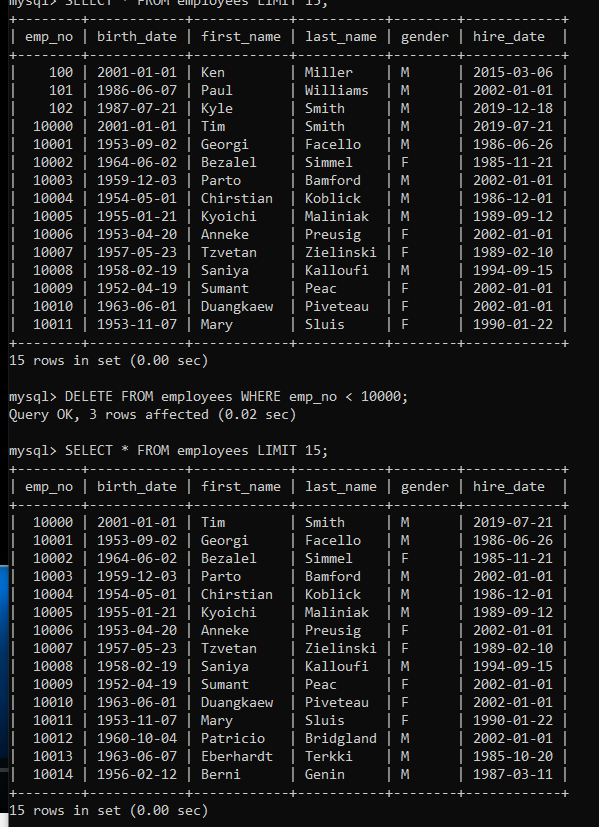 mysql> SELECT * FROM employees LIMIT 15;
+--------+------------+------------+-----------+--------+------------+
| emp_no | birth_date | first_name | last_name | gender | hire_date  |
+--------+------------+------------+-----------+--------+------------+
|    100 | 2001-01-01 | Ken        | Miller    | M      | 2015-03-06 |
|    101 | 1986-06-07 | Paul       | Williams  | M      | 2002-01-01 |
|    102 | 1987-07-21 | Kyle       | Smith     | M      | 2019-12-18 |
|  10000 | 2001-01-01 | Tim        | Smith     | M      | 2019-07-21 |
|  10001 | 1953-09-02 | Georgi     | Facello   | M      | 1986-06-26 |
|  10002 | 1964-06-02 | Bezalel    | Simmel    | F      | 1985-11-21 |
|  10003 | 1959-12-03 | Parto      | Bamford   | M      | 2002-01-01 |
|  10004 | 1954-05-01 | Chirstian  | Koblick   | M      | 1986-12-01 |
|  10005 | 1955-01-21 | Kyoichi    | Maliniak  | M      | 1989-09-12 |
|  10006 | 1953-04-20 | Anneke     | Preusig   | F      | 2002-01-01 |
|  10007 | 1957-05-23 | Tzvetan    | Zielinski | F      | 1989-02-10 |
|  10008 | 1958-02-19 | Saniya     | Kalloufi  | M      | 1994-09-15 |
|  10009 | 1952-04-19 | Sumant     | Peac      | F      | 2002-01-01 |
|  10010 | 1963-06-01 | Duangkaew  | Piveteau  | F      | 2002-01-01 |
|  10011 | 1953-11-07 | Mary       | Sluis     | F      | 1990-01-22 |
+--------+------------+------------+-----------+--------+------------+
15 rows in set (0.00 sec)
mysql> DELETE FROM employees WHERE emp_no < 10000;
Query OK, 3 rows affected (0.02 sec)
mysql> SELECT * FROM employees LIMIT 15;
+--------+------------+------------+-----------+--------+------------+
| emp_no | birth_date | first_name | last_name | gender | hire_date  |
+--------+------------+------------+-----------+--------+------------+
|  10000 | 2001-01-01 | Tim        | Smith     | M      | 2019-07-21 |
|  10001 | 1953-09-02 | Georgi     | Facello   | M      | 1986-06-26 |
|  10002 | 1964-06-02 | Bezalel    | Simmel    | F      | 1985-11-21 |
|  10003 | 1959-12-03 | Parto      | Bamford   | M      | 2002-01-01 |
|  10004 | 1954-05-01 | Chirstian  | Koblick   | M      | 1986-12-01 |
|  10005 | 1955-01-21 | Kyoichi    | Maliniak  | M      | 1989-09-12 |
|  10006 | 1953-04-20 | Anneke     | Preusig   | F      | 2002-01-01 |
|  10007 | 1957-05-23 | Tzvetan    | Zielinski | F      | 1989-02-10 |
|  10008 | 1958-02-19 | Saniya     | Kalloufi  | M      | 1994-09-15 |
|  10009 | 1952-04-19 | Sumant     | Peac      | F      | 2002-01-01 |
|  10010 | 1963-06-01 | Duangkaew  | Piveteau  | F      | 2002-01-01 |
|  10011 | 1953-11-07 | Mary       | Sluis     | F      | 1990-01-22 |
|  10012 | 1960-10-04 | Patricio   | Bridgland | M      | 2002-01-01 |
|  10013 | 1963-06-07 | Eberhardt  | Terkki    | M      | 1985-10-20 |
|  10014 | 1956-02-12 | Berni      | Genin     | M      | 1987-03-11 |
+--------+------------+------------+-----------+--------+------------+
15 rows in set (0.00 sec)